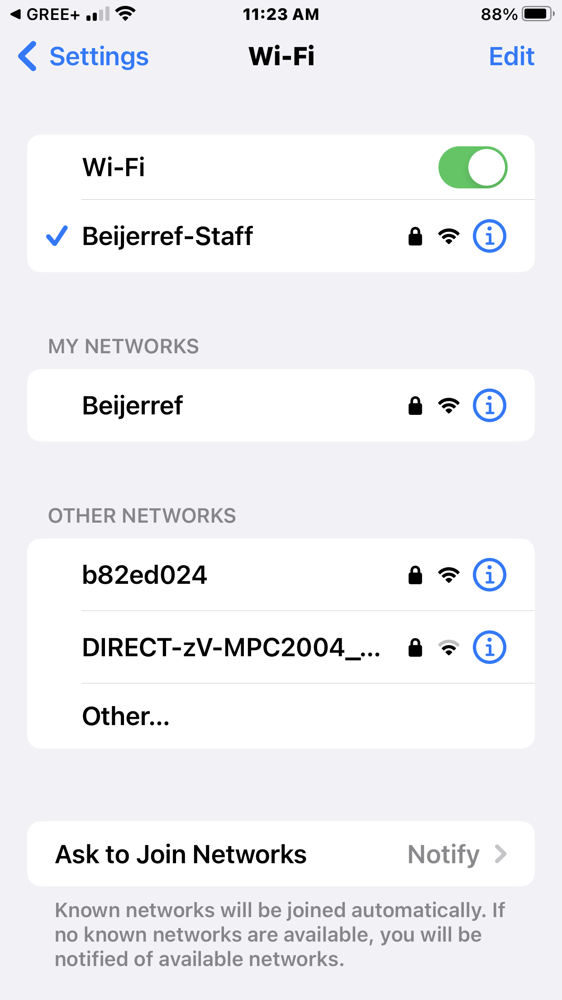 GREE+ 11:23 AM 88%
Settings Wi-Fi Edit
Wi-Fi
Beijerref-Staff
MY NETWORKS
Beijerref
OTHER NETWORKS
b82ed024
DIRECT-zV-MPC2004_...
Other...
Ask to Join Networks Notify
Known networks will be joined automatically. If
no known networks are available, you will be
notified of available networks.